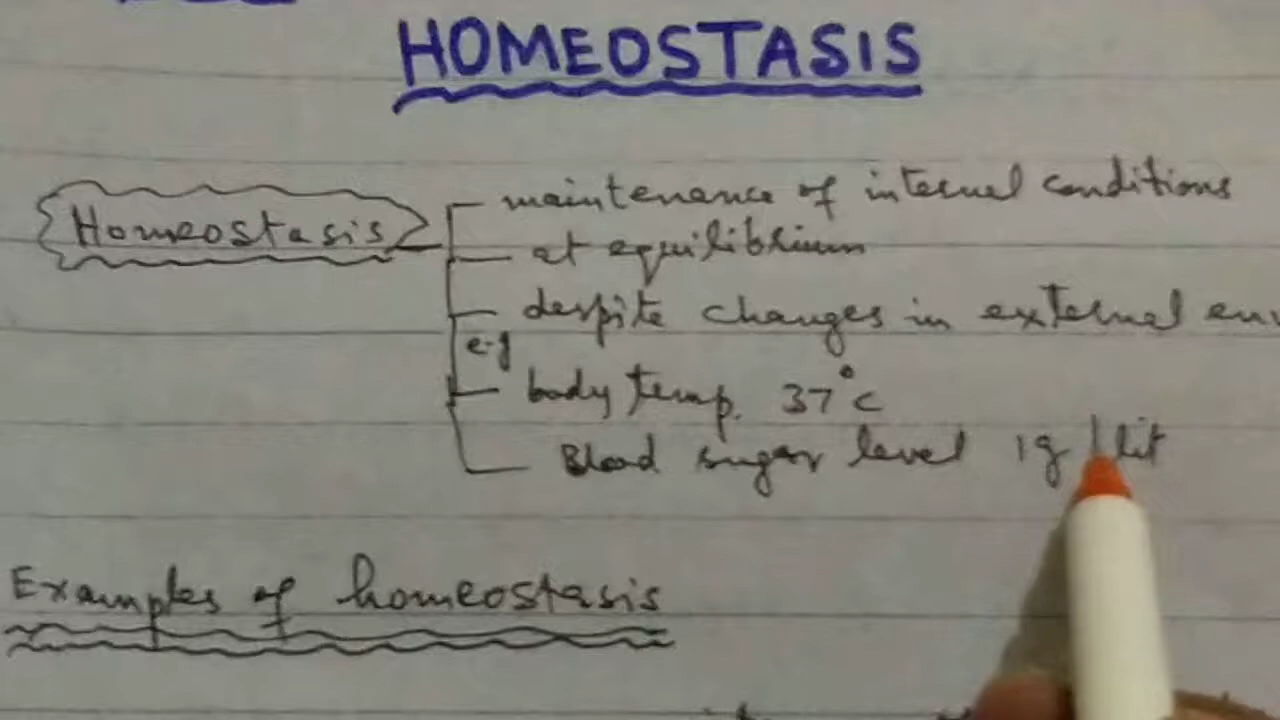 HOMEOSTASIS
Homeostasis
maintenance of internal conditions
at equilibrium
despite changes in external
e-g
body temp. 37°c
Blood sugar level 1g / lit
Examples of homeostasis